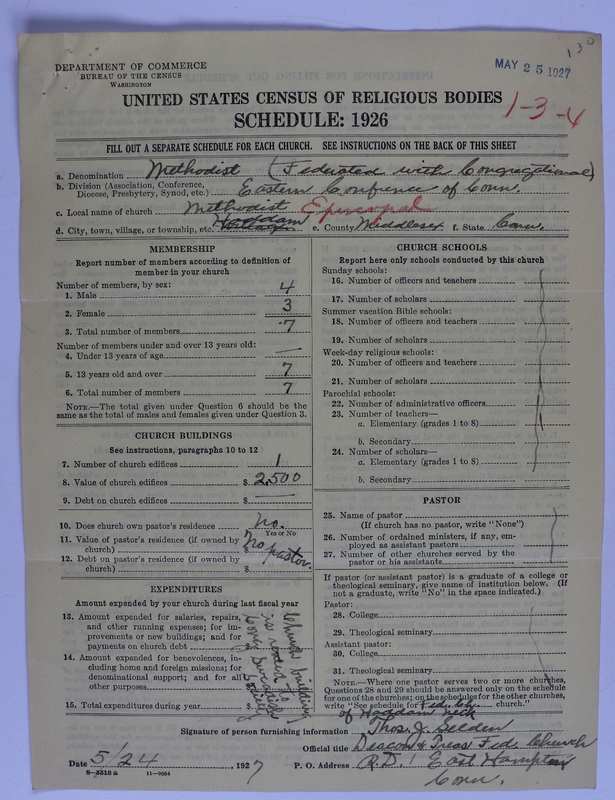 130
MAY 25 1927
DEPARTMENT OF COMMERCE
BUREAU OF THE CENSUS
WASHINGTON
UNITED STATES CENSUS OF RELIGIOUS BODIES
1-3-4
SCHEDULE: 1926
FILL OUT A SEPARATE SCHEDULE FOR EACH CHURCH. SEE INSTRUCTIONS ON THE BACK OF THIS SHEET
a. Denomination Methodist (Federated with Congregational)
b. Division (Association, Conference, Diocese, Presbytery, Synod, etc.) Eastern Confrence of Conn.
c. Local name of church Methodist Episcopal
d. City, town, village, or township, etc. Haddam e. County Middlesex f. State Conn.
MEMBERSHIP
Report number of members according to definition of
member in your church
Number of members, by sex:
1. Male 4
2. Female 3
3. Total number of members 7
Number of members under and over 13 years old:
4. Under 13 years of age —
5. 13 years old and over 7
6. Total number of members 7
NOTE.—The total given under Question 6 should be the
same as the total of males and females given under Question 3.
CHURCH BUILDINGS
See instructions, paragraphs 10 to 12
7. Number of church edifices 1
8. Value of church edifices $ 2,500
9. Debt on church edifices $ —
10. Does church own pastor's residence no.
Yes or No
11. Value of pastor's residence (if owned by
church) $ no pastor.
12. Debt on pastor's residence (if owned by
church) $
EXPENDITURES
Amount expended by your church during last fiscal year
13. Amount expended for salaries, repairs,
and other running expenses; for im-
provements or new buildings; and for
payments on church debt $
14. Amount expended for benevolences, in-
cluding home and foreign missions; for
denominational support; and for all
other purposes $
15. Total expenditures during year $
Church building
is rented
Swedish
CHURCH SCHOOLS
Report here only schools conducted by this church
Sunday schools:
16. Number of officers and teachers
17. Number of scholars
Summer vacation Bible schools:
18. Number of officers and teachers
19. Number of scholars
Week-day religious schools:
20. Number of officers and teachers
21. Number of scholars
Parochial schools:
22. Number of administrative officers
23. Number of teachers—
a. Elementary (grades 1 to 8)
b. Secondary
24. Number of scholars—
a. Elementary (grades 1 to 8)
b. Secondary
PASTOR
25. Name of pastor
(If church has no pastor, write "None")
26. Number of ordained ministers, if any, em-
ployed as assistant pastors
27. Number of other churches served by the
pastor or his assistants
If pastor (or assistant pastor) is a graduate of a college or
theological seminary, give name of institution below. (If
not a graduate, write "No" in the space indicated.)
Pastor:
28. College
29. Theological seminary
Assistant pastor:
30. College
31. Theological seminary
NOTE.—Where one pastor serves two or more churches,
Questions 28 and 29 should be answered only on the schedule
for one of the churches; on the schedules for the other churches,
write "See schedule for Fed. Ch. church."
of Haddam Neck
Signature of person furnishing information Thos. J. Selden
Official title Deacon & Treas Fed. Church
Date 5/24, 1927 P. O. Address R.D. 1 East Hampton
Conn.
8-5518 a 11-9554